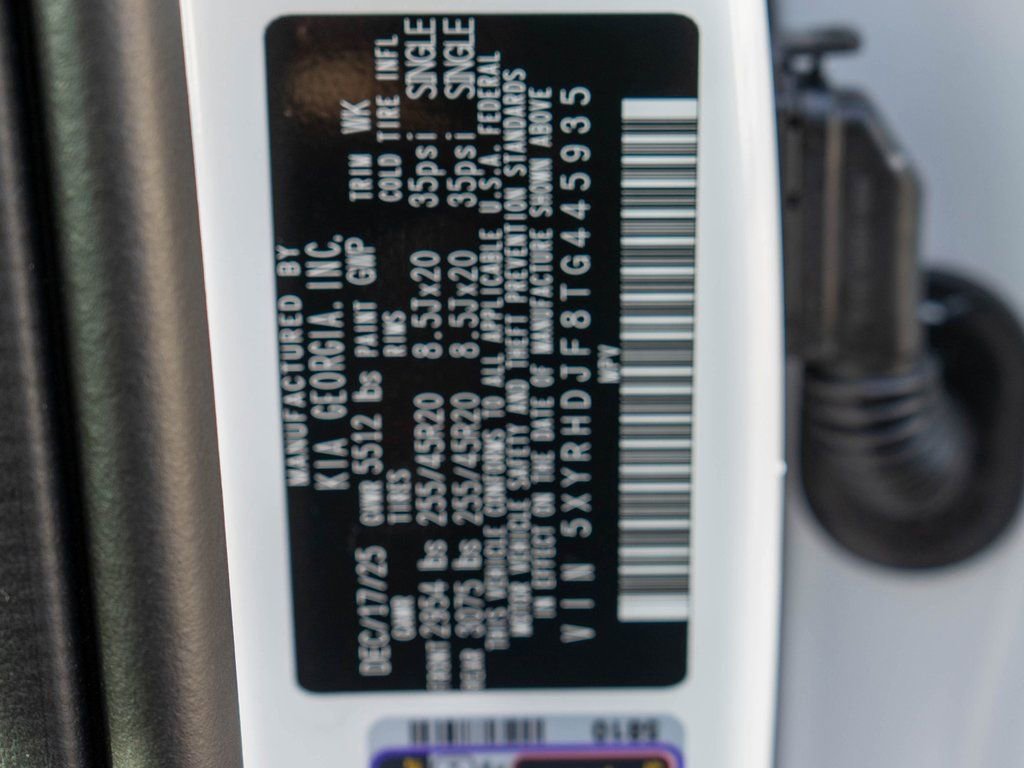 MANUFACTURED BY
KIA GEORGIA. INC.
DEC/17/25 GVWR 5512 lbs PAINT GWP TRIM WK
GAWR TIRES RIMS COLD TIRE INFL
FRONT 2954 lbs 255/45R20 8.5Jx20 35psi SINGLE
REAR 3075 lbs 255/45R20 8.5Jx20 35psi SINGLE
THIS VEHICLE CONFORMS TO ALL APPLICABLE U.S.A. FEDERAL
MOTOR VEHICLE SAFETY AND THEFT PREVENTION STANDARDS
IN EFFECT ON THE DATE OF MANUFACTURE SHOWN ABOVE
VIN 5XYRHDJF8TG445935
MPV